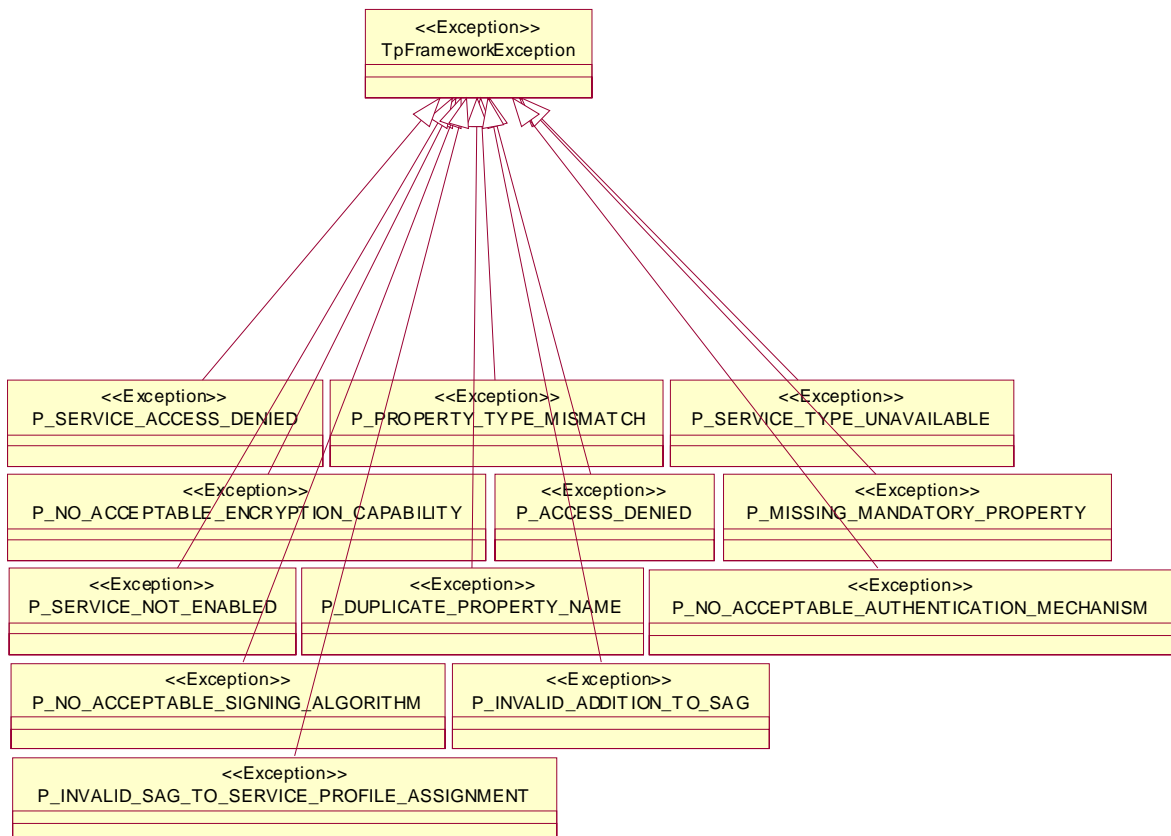 <<Exception>>
TpFrameworkException
<<Exception>>
P_SERVICE_ACCESS_DENIED
<<Exception>>
P_PROPERTY_TYPE_MISMATCH
<<Exception>>
P_SERVICE_TYPE_UNAVAILABLE
<<Exception>>
P_NO_ACCEPTABLE_ENCRYPTION_CAPABILITY
<<Exception>>
P_ACCESS_DENIED
<<Exception>>
P_MISSING_MANDATORY_PROPERTY
<<Exception>>
P_SERVICE_NOT_ENABLED
<<Exception>>
P_DUPLICATE_PROPERTY_NAME
<<Exception>>
P_NO_ACCEPTABLE_AUTHENTICATION_MECHANISM
<<Exception>>
P_NO_ACCEPTABLE_SIGNING_ALGORITHM
<<Exception>>
P_INVALID_ADDITION_TO_SAG
<<Exception>>
P_INVALID_SAG_TO_SERVICE_PROFILE_ASSIGNMENT